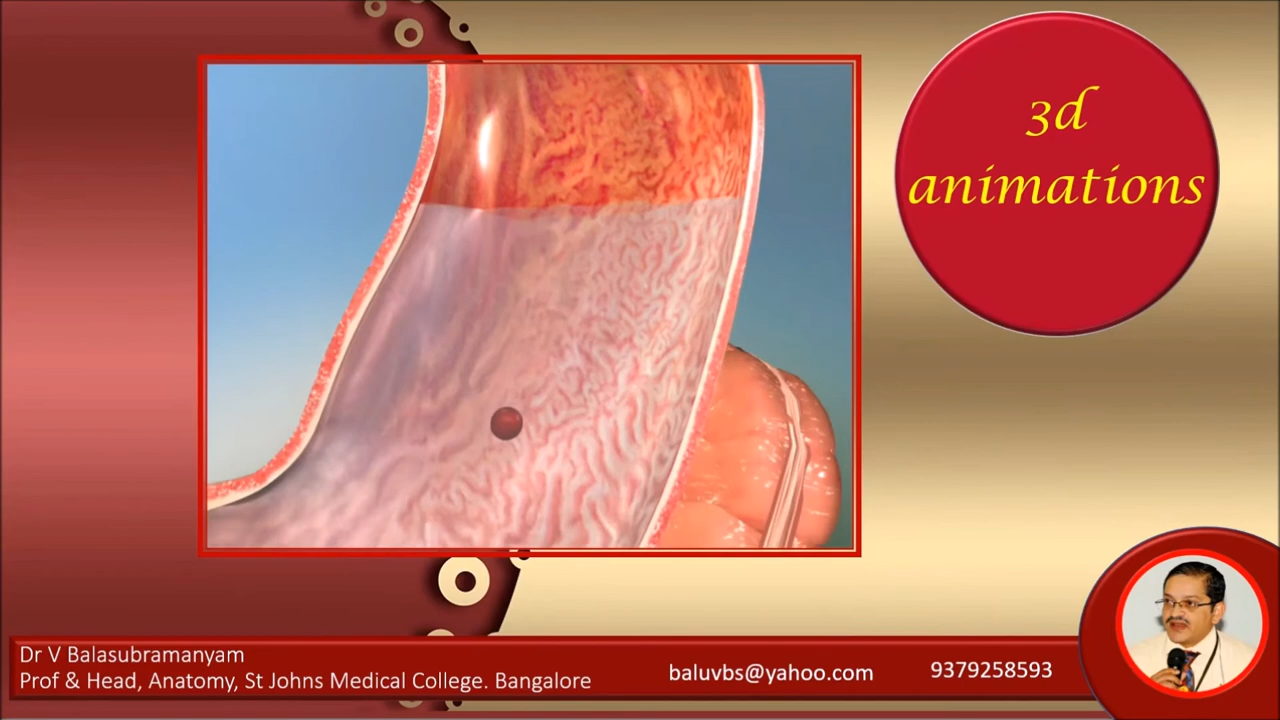 3d
animations
Dr V Balasubramanyam
Prof & Head, Anatomy, St Johns Medical College. Bangalore
baluvbs@yahoo.com
9379258593